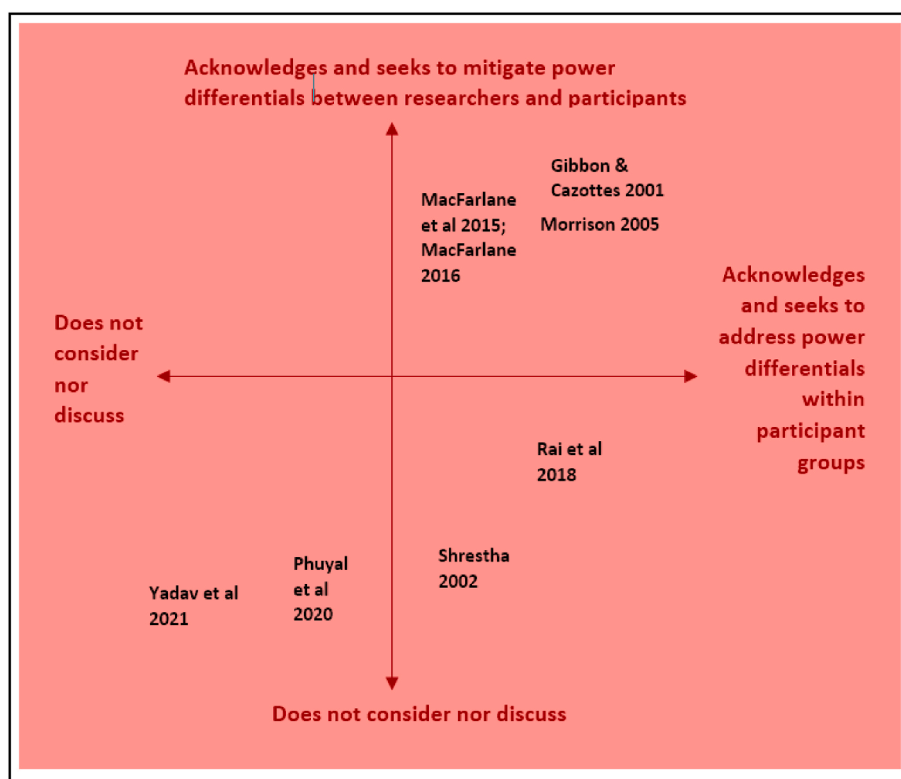 Acknowledges and seeks to mitigate power
differentials between researchers and participants
Gibbon &
Cazottes 2001
MacFarlane
et al 2015;
MacFarlane
2016
Morrison 2005
Acknowledges
and seeks to
address power
differentials
within
participant
groups
Does not
consider
nor
discuss
Rai et al
2018
Shrestha
2002
Phuyal
et al
2020
Yadav et al
2021
Does not consider nor discuss